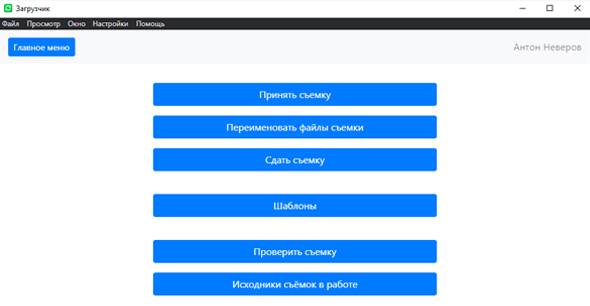 Загрузчик
Файл Просмотр Окно Настройки Помощь
Главное меню Антон Неверов
Принять съемку
Переименовать файлы съемки
Сдать съемку
Шаблоны
Проверить съемку
Исходники съёмок в работе